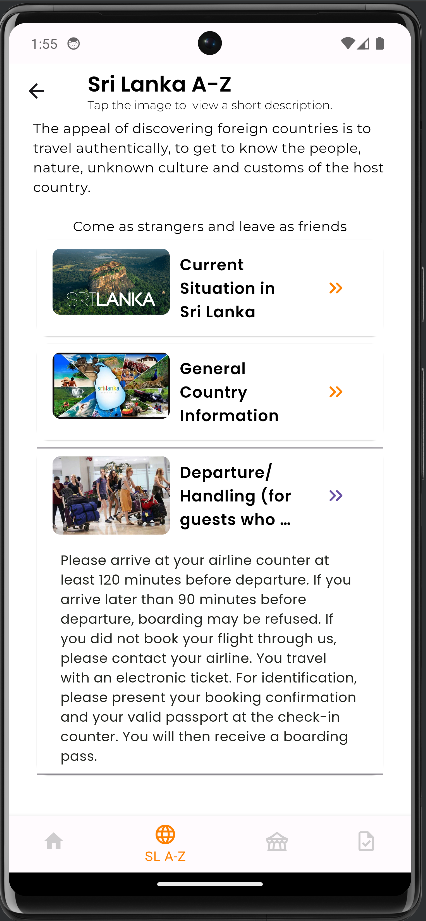 1:55
Sri Lanka A-Z
Tap the image to view a short description.
The appeal of discovering foreign countries is to
travel authentically, to get to know the people,
nature, unknown culture and customs of the host
country.
Come as strangers and leave as friends
SRI LANKA
Current
Situation in
Sri Lanka
sri lanka
General
Country
Information
Departure/
Handling (for
guests who ...
Please arrive at your airline counter at
least 120 minutes before departure. If you
arrive later than 90 minutes before
departure, boarding may be refused. If
you did not book your flight through us,
please contact your airline. You travel
with an electronic ticket. For identification,
please present your booking confirmation
and your valid passport at the check-in
counter. You will then receive a boarding
pass.
SL A-Z